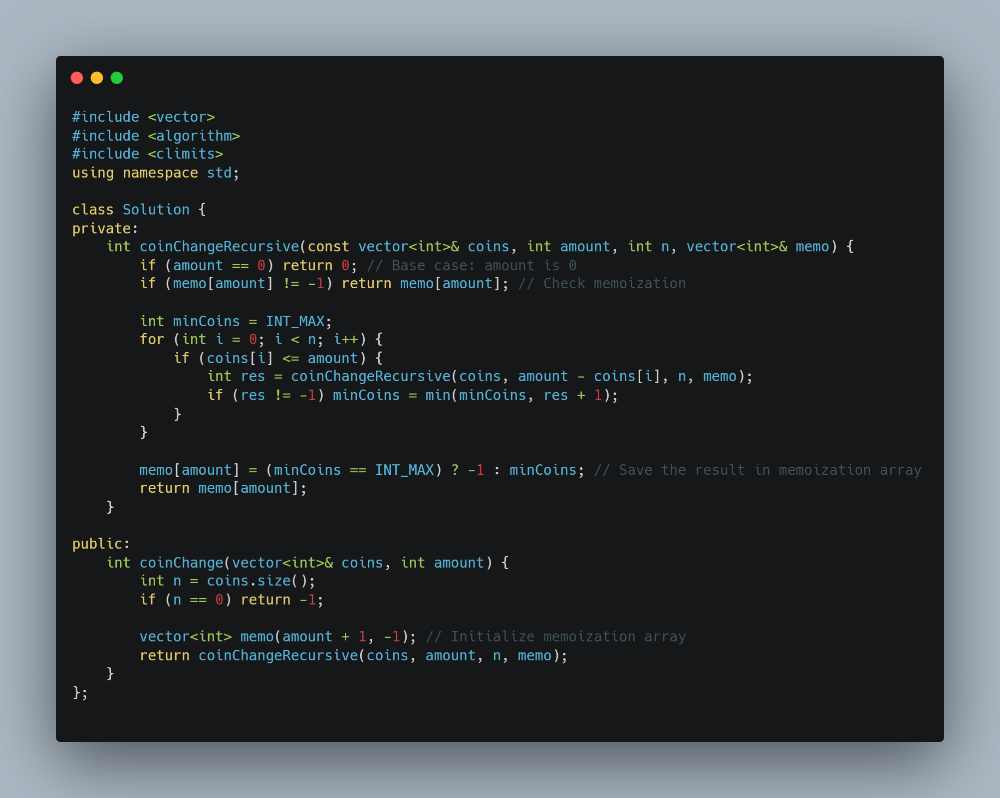 #include <vector>
#include <algorithm>
#include <climits>
using namespace std;

class Solution {
private:
    int coinChangeRecursive(const vector<int>& coins, int amount, int n, vector<int>& memo) {
        if (amount == 0) return 0; // Base case: amount is 0
        if (memo[amount] != -1) return memo[amount]; // Check memoization

        int minCoins = INT_MAX;
        for (int i = 0; i < n; i++) {
            if (coins[i] <= amount) {
                int res = coinChangeRecursive(coins, amount - coins[i], n, memo);
                if (res != -1) minCoins = min(minCoins, res + 1);
            }
        }

        memo[amount] = (minCoins == INT_MAX) ? -1 : minCoins; // Save the result in memoization array
        return memo[amount];
    }

public:
    int coinChange(vector<int>& coins, int amount) {
        int n = coins.size();
        if (n == 0) return -1;

        vector<int> memo(amount + 1, -1); // Initialize memoization array
        return coinChangeRecursive(coins, amount, n, memo);
    }
};